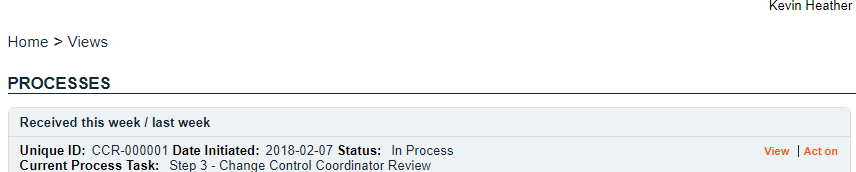 Kevin Heather
Home > Views
PROCESSES
Received this week / last week
Unique ID: CCR-000001 Date Initiated: 2018-02-07 Status: In Process View | Act on
Current Process Task: Step 3 - Change Control Coordinator Review